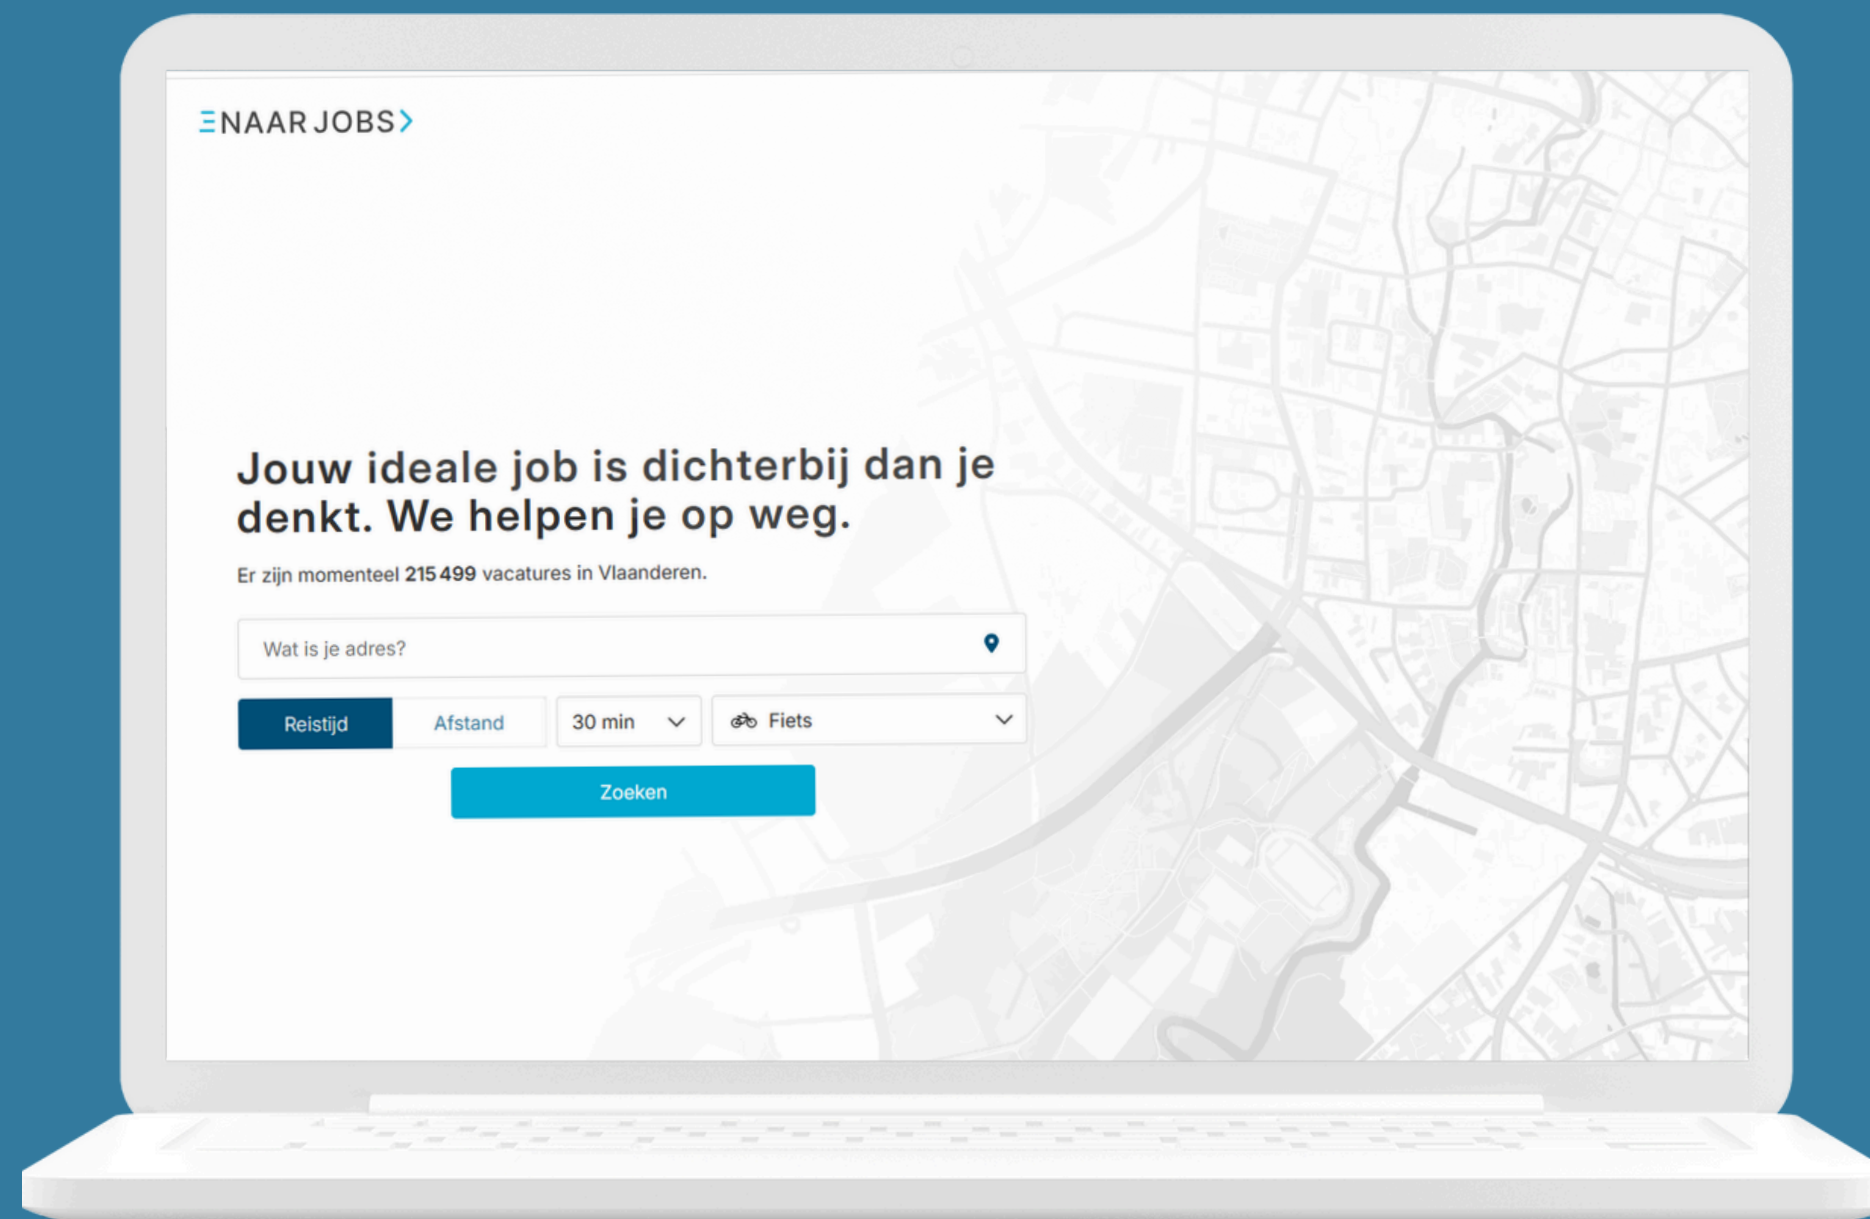 NAAR JOBS
Jouw ideale job is dichterbij dan je
denkt. We helpen je op weg.
Er zijn momenteel 215 499 vacatures in Vlaanderen.
Wat is je adres?
Reistijd Afstand 30 min Fiets
Zoeken